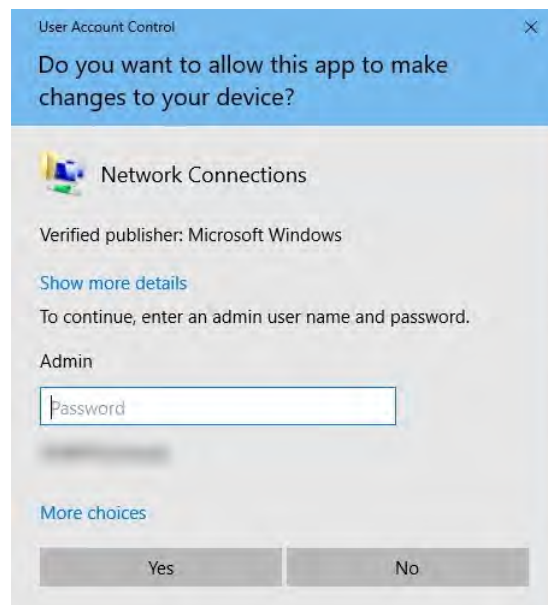 User Account Control
Do you want to allow this app to make
changes to your device?
Network Connections
Verified publisher: Microsoft Windows
Show more details
To continue, enter an admin user name and password.
Admin
Password
More choices
Yes
No